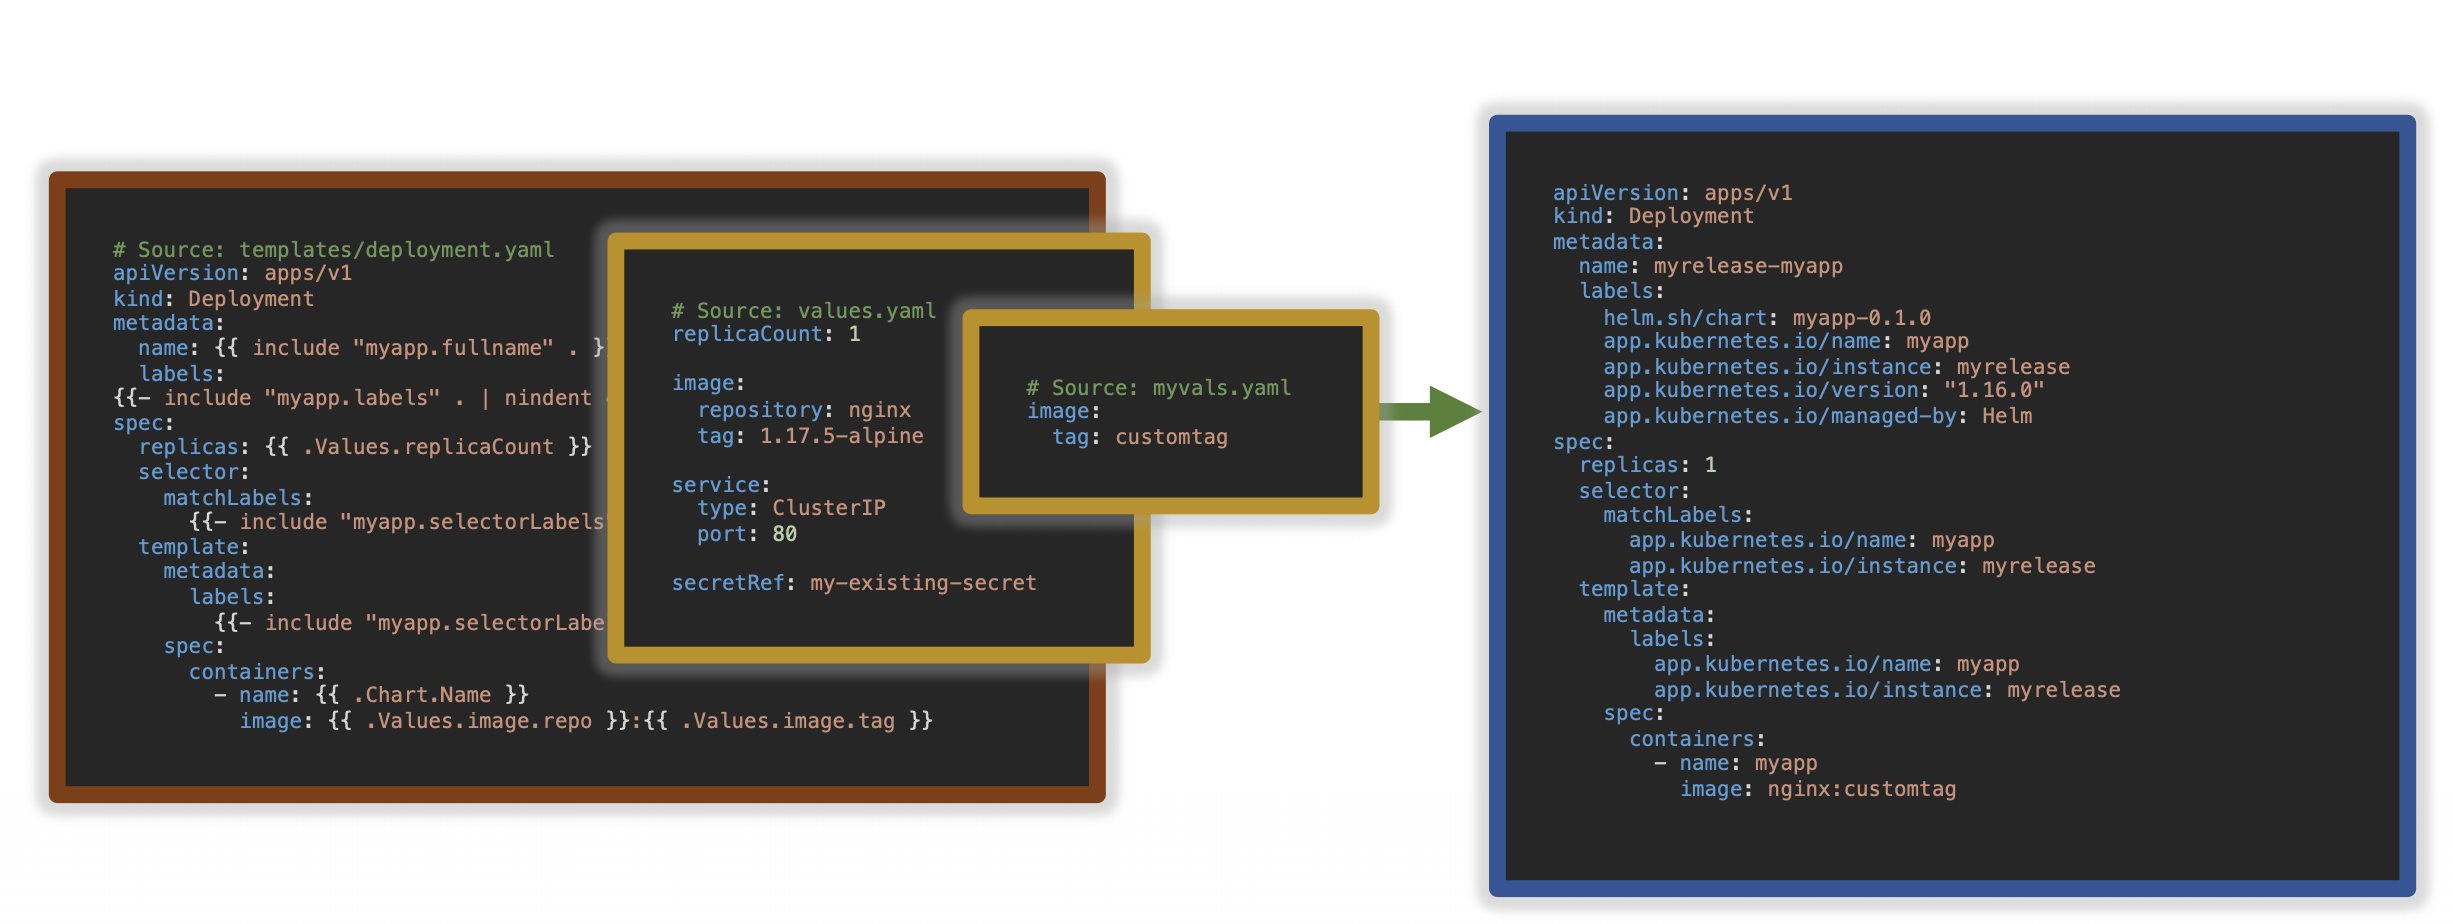 # Source: templates/deployment.yaml
apiVersion: apps/v1
kind: Deployment
metadata:
  name: {{ include "myapp.fullname" . }
  labels:
{{- include "myapp.labels" . | nindent
spec:
  replicas: {{ .Values.replicaCount }}
  selector:
    matchLabels:
      {{- include "myapp.selectorLabels"
  template:
    metadata:
      labels:
        {{- include "myapp.selectorLabe
    spec:
      containers:
        - name: {{ .Chart.Name }}
          image: {{ .Values.image.repo }}:{{ .Values.image.tag }}
# Source: values.yaml
replicaCount: 1
image:
  repository: nginx
  tag: 1.17.5-alpine
service:
  type: ClusterIP
  port: 80
secretRef: my-existing-secret
# Source: myvals.yaml
image:
  tag: customtag
apiVersion: apps/v1
kind: Deployment
metadata:
  name: myrelease-myapp
  labels:
    helm.sh/chart: myapp-0.1.0
    app.kubernetes.io/name: myapp
    app.kubernetes.io/instance: myrelease
    app.kubernetes.io/version: "1.16.0"
    app.kubernetes.io/managed-by: Helm
spec:
  replicas: 1
  selector:
    matchLabels:
      app.kubernetes.io/name: myapp
      app.kubernetes.io/instance: myrelease
  template:
    metadata:
      labels:
        app.kubernetes.io/name: myapp
        app.kubernetes.io/instance: myrelease
    spec:
      containers:
        - name: myapp
          image: nginx:customtag